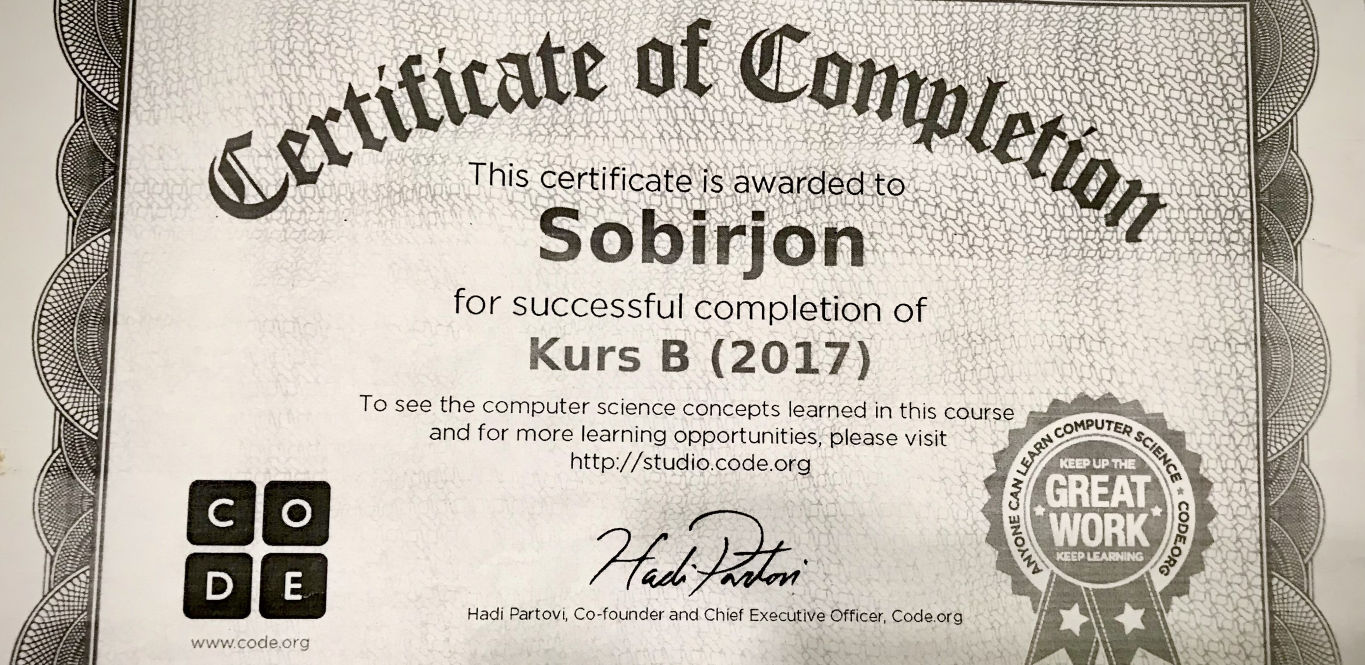 Certificate of Completion
This certificate is awarded to
Sobirjon
for successful completion of
Kurs B (2017)
To see the computer science concepts learned in this course
and for more learning opportunities, please visit
http://studio.code.org
C O
D E
www.code.org
Hadi Partovi
Hadi Partovi, Co-founder and Chief Executive Officer, Code.org
ANYONE CAN LEARN COMPUTER SCIENCE ★ CODE.ORG
KEEP UP THE
GREAT
WORK
KEEP LEARNING